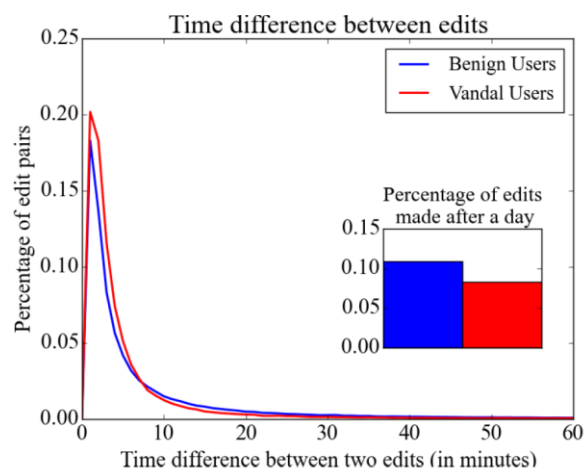 Time difference between edits
0.25
0.20
0.15
0.10
0.05
0.00
Percentage of edit pairs
Benign Users
Vandal Users
Percentage of edits
made after a day
0.15
0.10
0.05
0.00
0 10 20 30 40 50 60
Time difference between two edits (in minutes)